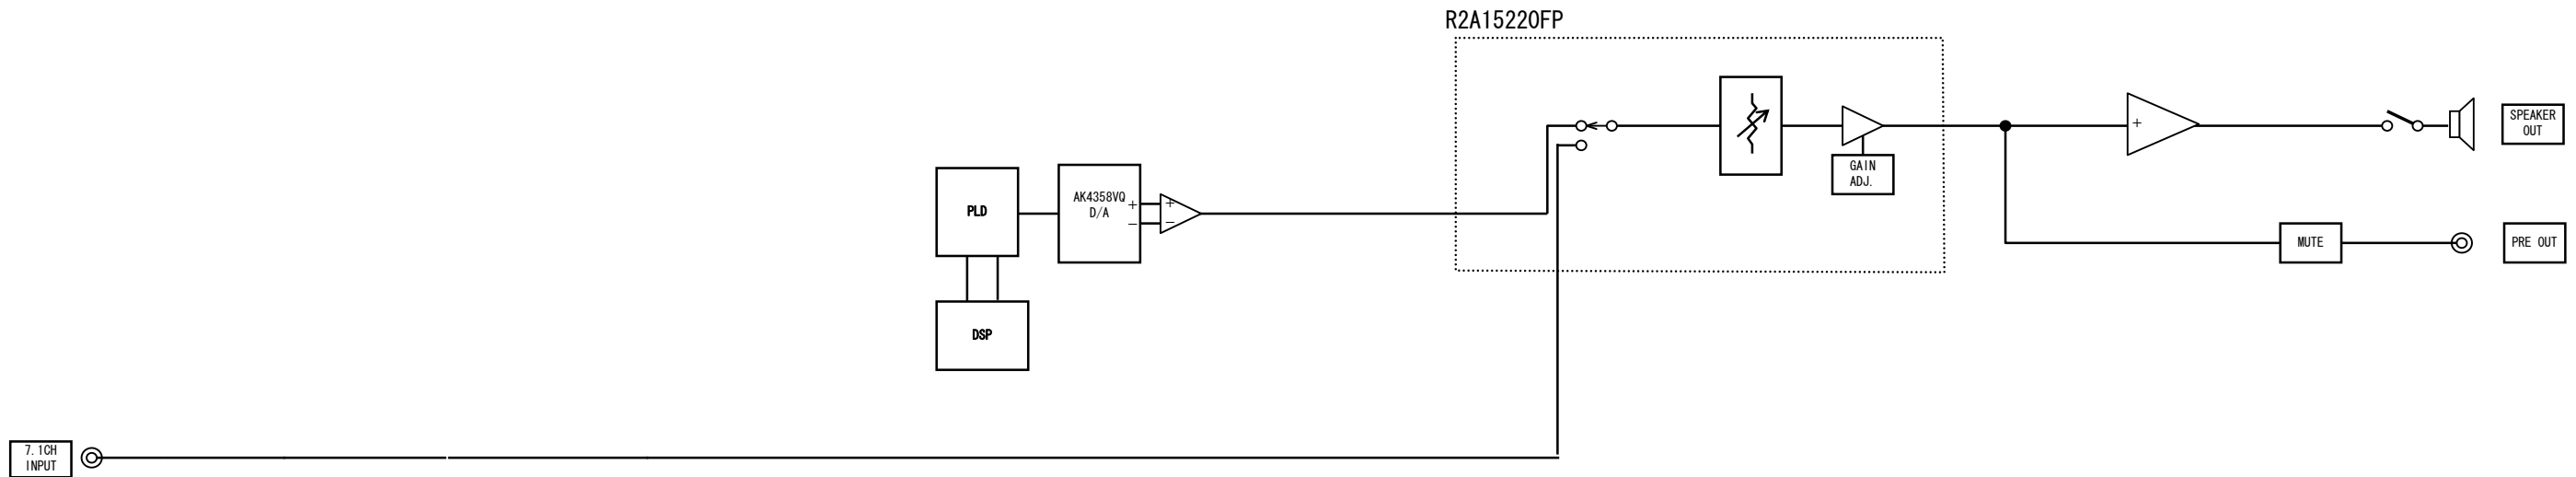 R2A15220FP
SPEAKER
OUT
GAIN
ADJ.
+
PLD
AK4358VQ
D/A
+
−
+
−
MUTE
PRE OUT
DSP
7.1CH
INPUT